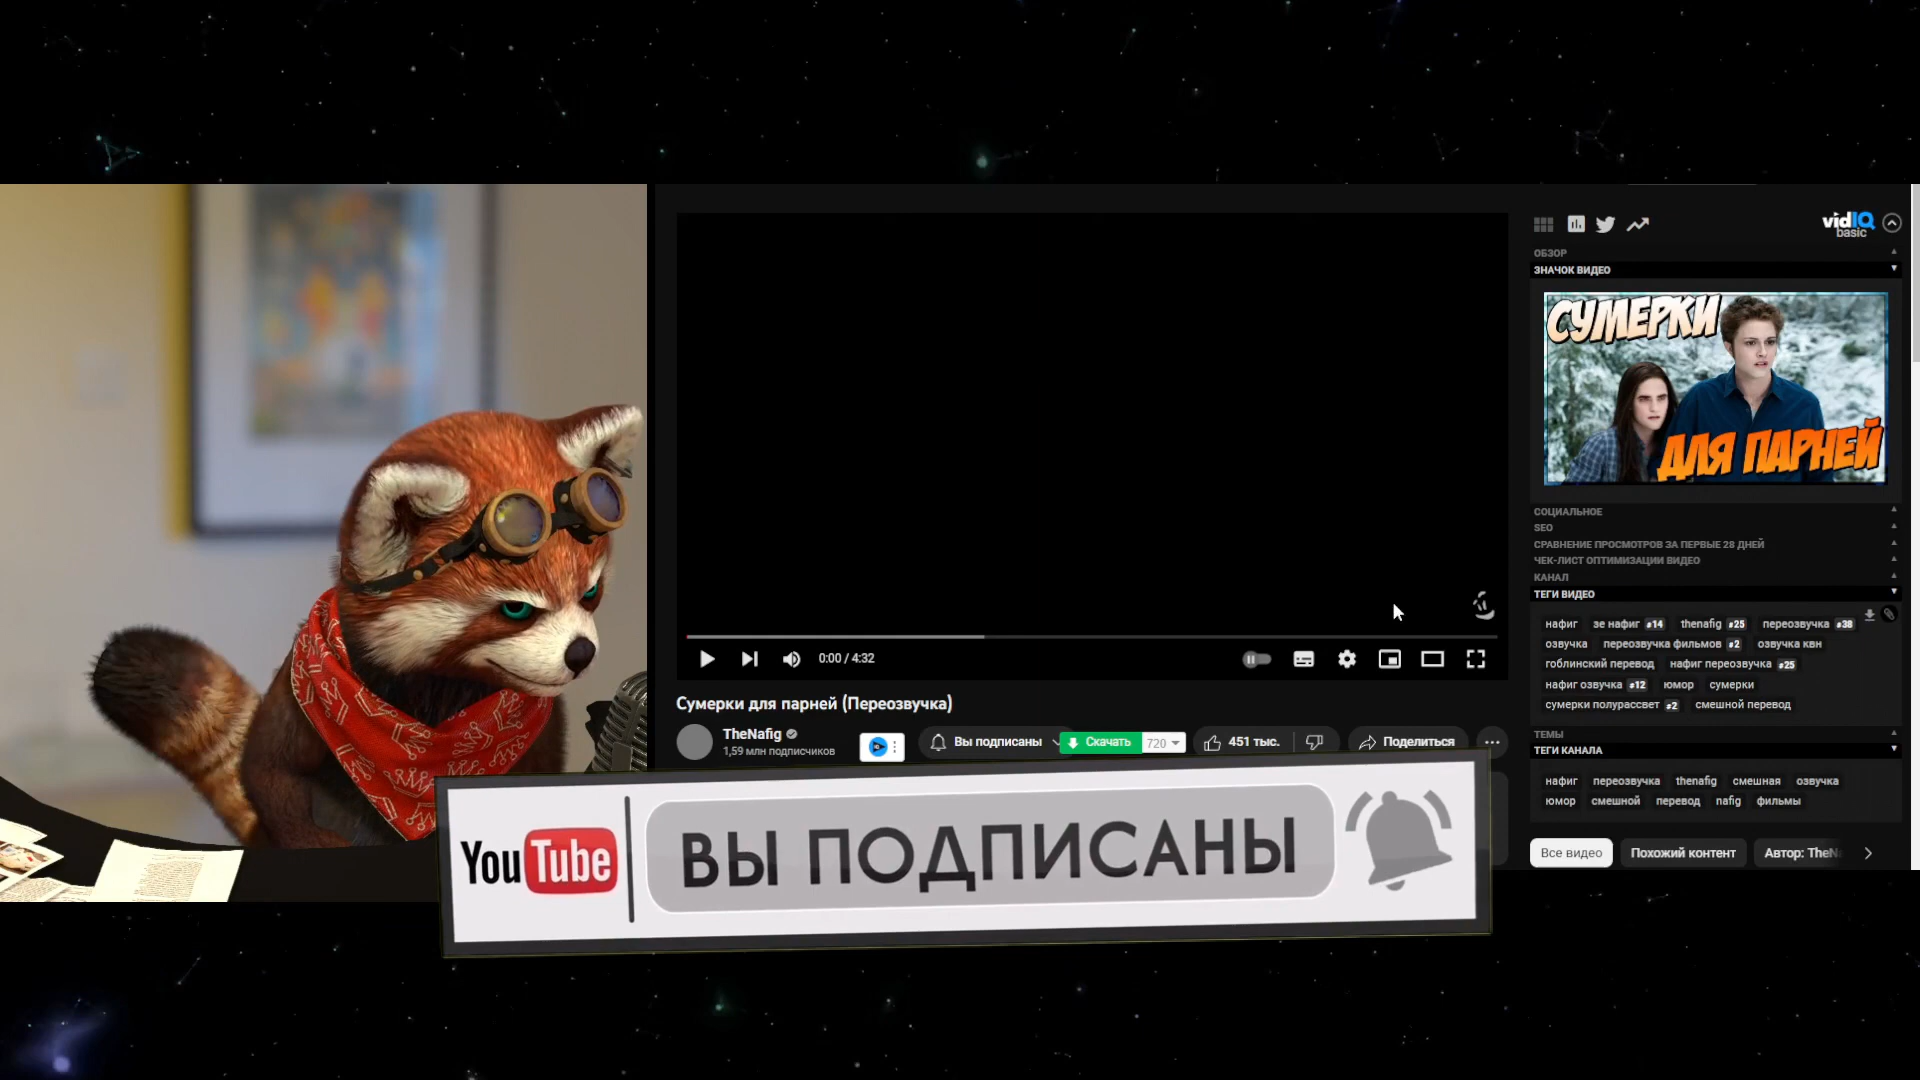 vidIQ
basic
ОБЗОР
ЗНАЧОК ВИДЕО
СУМЕРКИ
ДЛЯ ПАРНЕЙ
СОЦИАЛЬНОЕ
SEO
СРАВНЕНИЕ ПРОСМОТРОВ ЗА ПЕРВЫЕ 28 ДНЕЙ
ЧЕК-ЛИСТ ОПТИМИЗАЦИИ ВИДЕО
КАНАЛ
ТЕГИ ВИДЕО
нафиг зе нафиг #14 thenafig #25 переозвучка #38
озвучка переозвучка фильмов #2 озвучка квн
гоблинский перевод нафиг переозвучка #25
нафиг озвучка #12 юмор сумерки
сумерки полурассвет #2 смешной перевод
ТЕМЫ
ТЕГИ КАНАЛА
нафиг переозвучка thenafig смешная озвучка
юмор смешной перевод nafig фильмы
Все видео Похожий контент Автор: TheN
0:00 / 4:32
Сумерки для парней (Переозвучка)
TheNafig
1,59 млн подписчиков
Вы подписаны Скачать 720 451 тыс. Поделиться
YouTube ВЫ ПОДПИСАНЫ